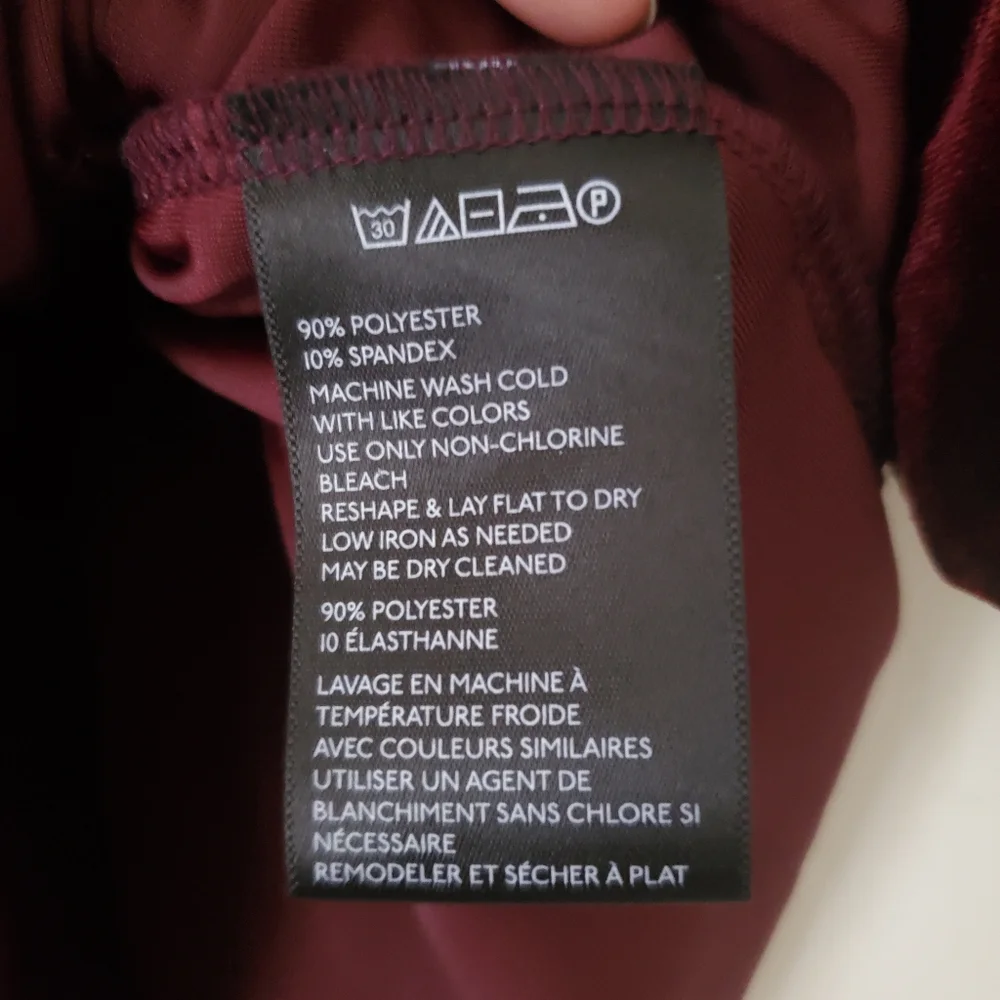 30 P
90% POLYESTER
10% SPANDEX
MACHINE WASH COLD
WITH LIKE COLORS
USE ONLY NON-CHLORINE
BLEACH
RESHAPE & LAY FLAT TO DRY
LOW IRON AS NEEDED
MAY BE DRY CLEANED
90% POLYESTER
10 ÉLASTHANNE
LAVAGE EN MACHINE À
TEMPÉRATURE FROIDE
AVEC COULEURS SIMILAIRES
UTILISER UN AGENT DE
BLANCHIMENT SANS CHLORE SI
NÉCESSAIRE
REMODELER ET SÉCHER À PLAT